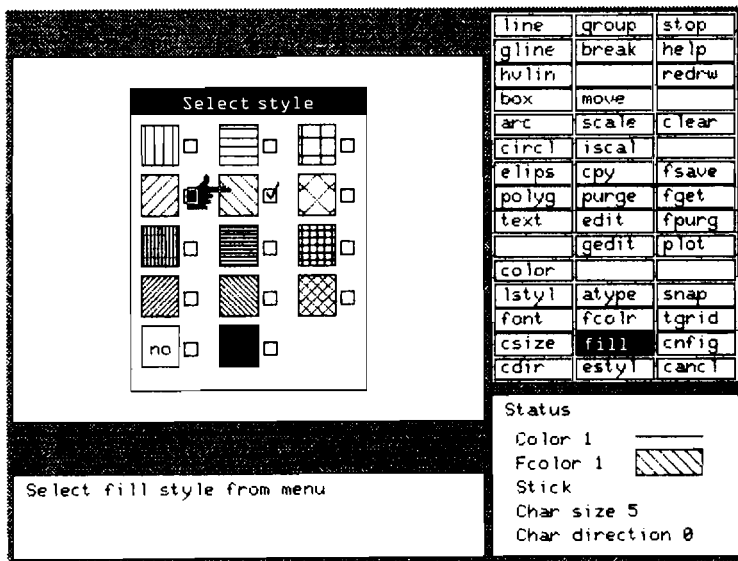 Select style
no
Select fill style from menu
line group stop
gline break help
hvlin redrw
box move
arc scale clear
circl iscal
elips cpy fsave
polyg purge fget
text edit fpurg
gedit plot
color
lstyl atype snap
font fcolr tgrid
csize fill cnfig
cdir estyl cancl
Status
Color 1
Fcolor 1
Stick
Char size 5
Char direction 0